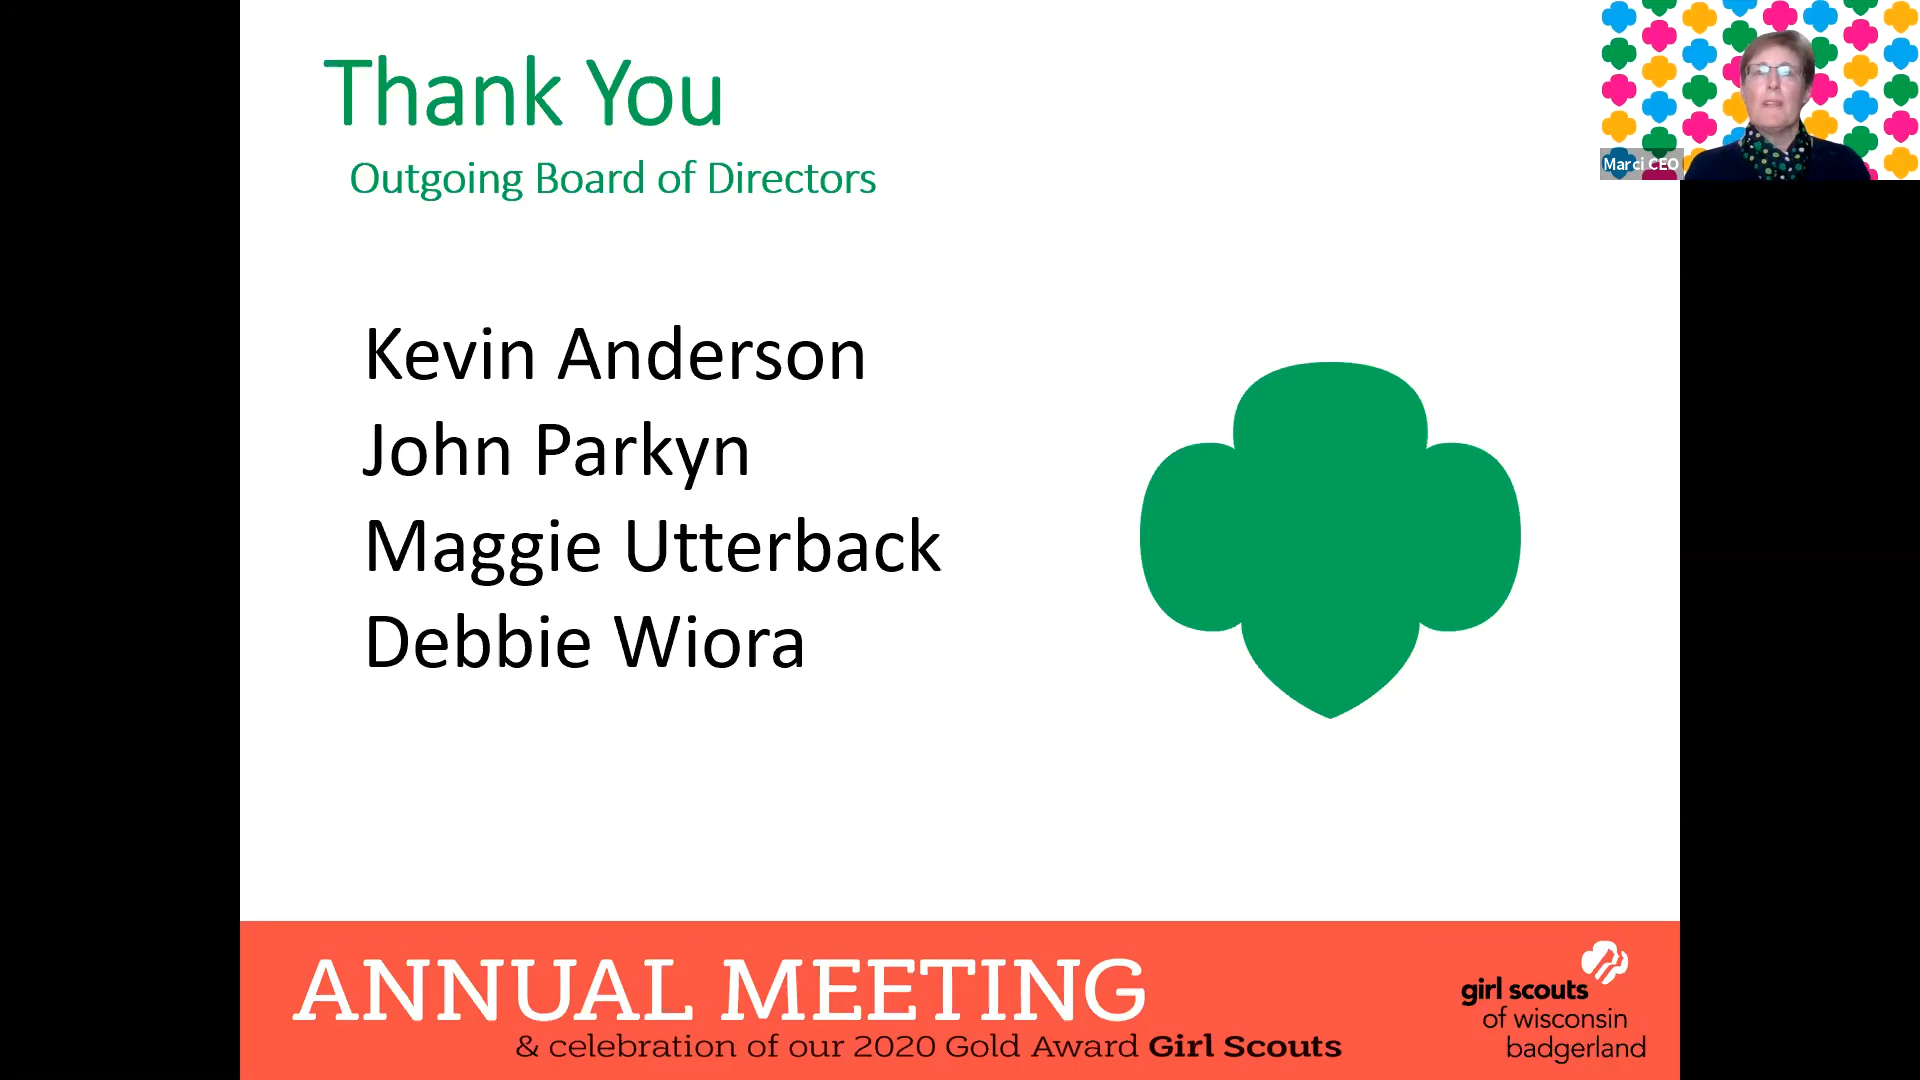 Thank You
Outgoing Board of Directors
Marci CEO
Kevin Anderson
John Parkyn
Maggie Utterback
Debbie Wiora
ANNUAL MEETING
& celebration of our 2020 Gold Award Girl Scouts
girl scouts
of wisconsin
badgerland